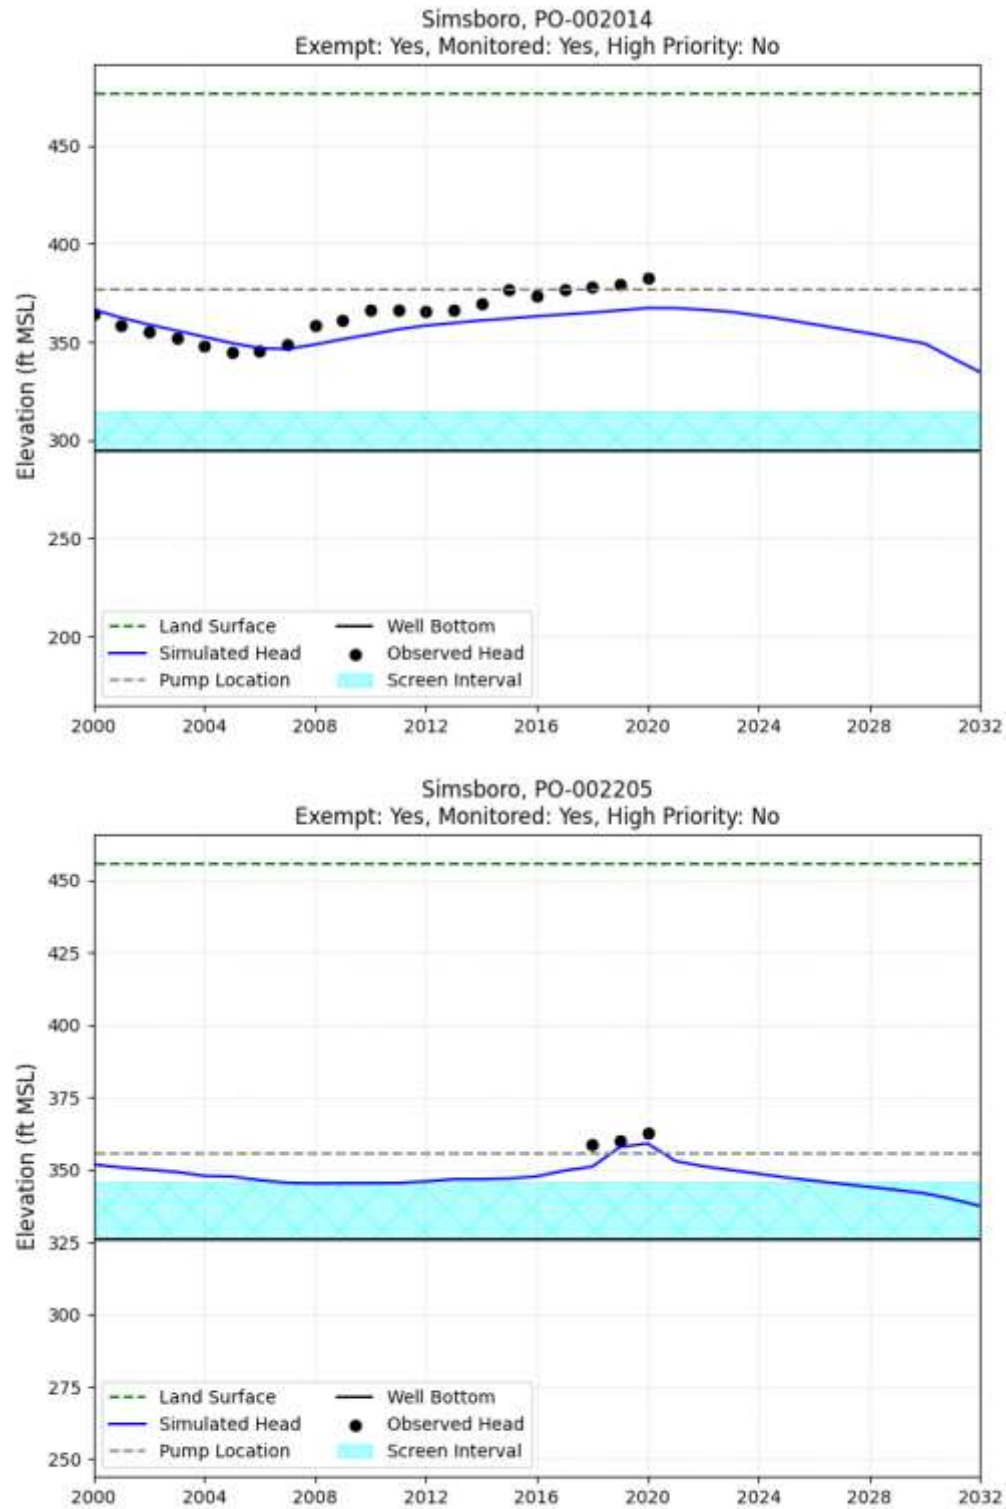 Simsboro, PO-002014
Exempt: Yes, Monitored: Yes, High Priority: No
450
400
350
300
250
200
Elevation (ft MSL)
Land Surface
Simulated Head
Pump Location
Well Bottom
Observed Head
Screen Interval
2000 2004 2008 2012 2016 2020 2024 2028 2032
Simsboro, PO-002205
Exempt: Yes, Monitored: Yes, High Priority: No
450
425
400
375
350
325
300
275
250
Elevation (ft MSL)
Land Surface
Simulated Head
Pump Location
Well Bottom
Observed Head
Screen Interval
2000 2004 2008 2012 2016 2020 2024 2028 2032